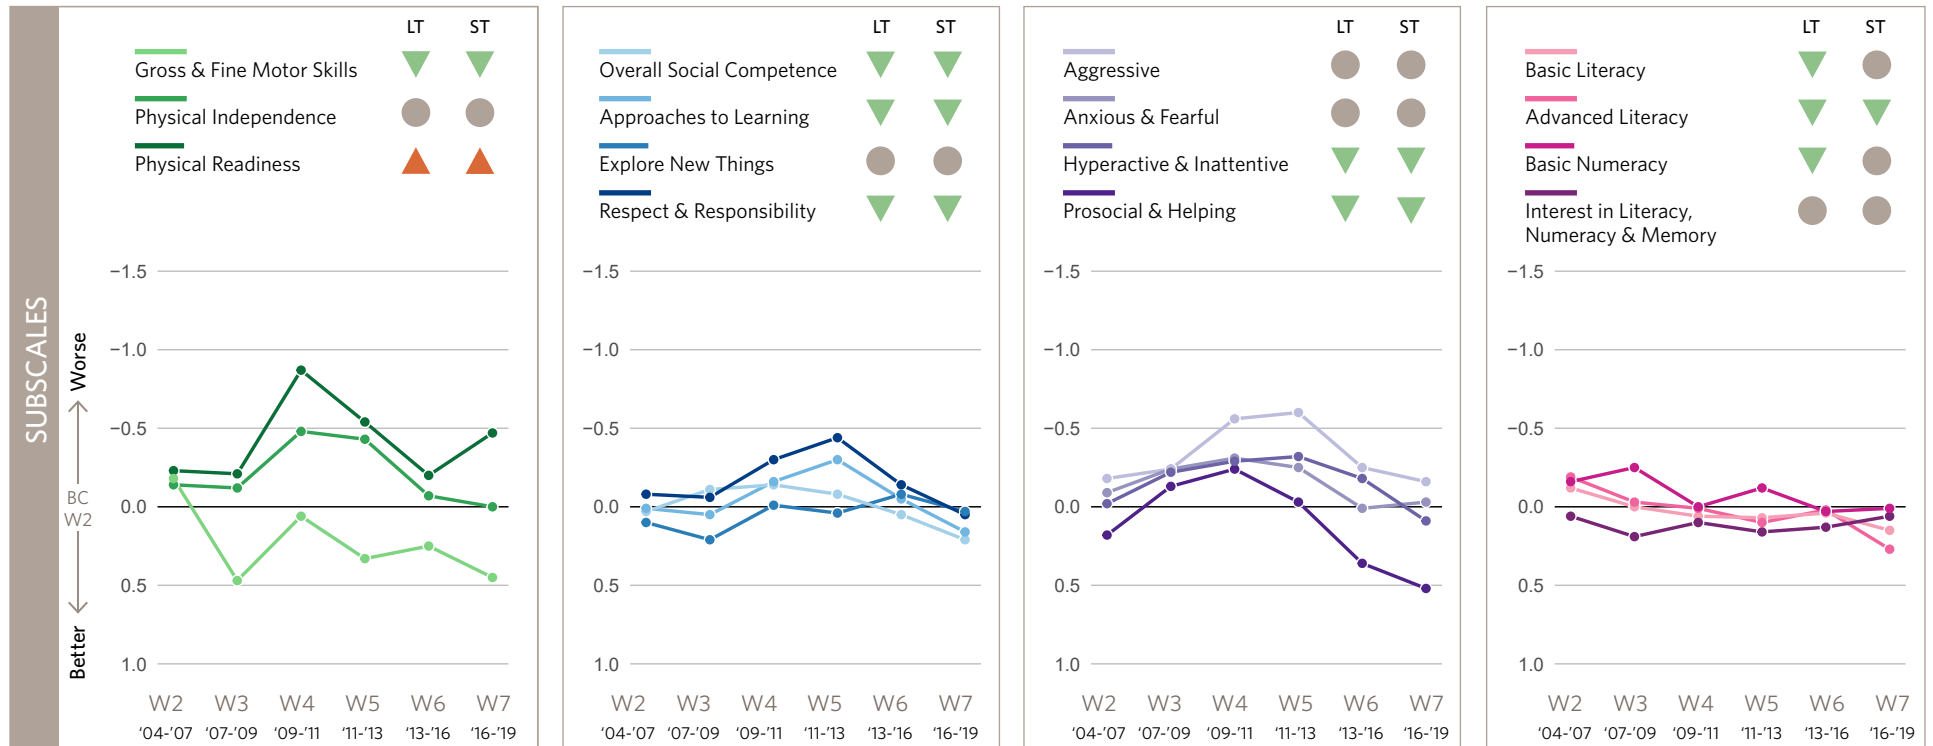 SUBSCALES
Worse
BC
W2
Better
LT ST
Gross & Fine Motor Skills
Physical Independence
Physical Readiness
−1.5
−1.0
−0.5
0.0
0.5
1.0
W2 W3 W4 W5 W6 W7
‘04-’07 ‘07-’09 ‘09-’11 ‘11-’13 ‘13-’16 ‘16-’19
LT ST
Overall Social Competence
Approaches to Learning
Explore New Things
Respect & Responsibility
−1.5
−1.0
−0.5
0.0
0.5
1.0
W2 W3 W4 W5 W6 W7
‘04-’07 ‘07-’09 ‘09-’11 ‘11-’13 ‘13-’16 ‘16-’19
LT ST
Aggressive
Anxious & Fearful
Hyperactive & Inattentive
Prosocial & Helping
−1.5
−1.0
−0.5
0.0
0.5
1.0
W2 W3 W4 W5 W6 W7
‘04-’07 ‘07-’09 ‘09-’11 ‘11-’13 ‘13-’16 ‘16-’19
LT ST
Basic Literacy
Advanced Literacy
Basic Numeracy
Interest in Literacy,
Numeracy & Memory
−1.5
−1.0
−0.5
0.0
0.5
1.0
W2 W3 W4 W5 W6 W7
‘04-’07 ‘07-’09 ‘09-’11 ‘11-’13 ‘13-’16 ‘16-’19